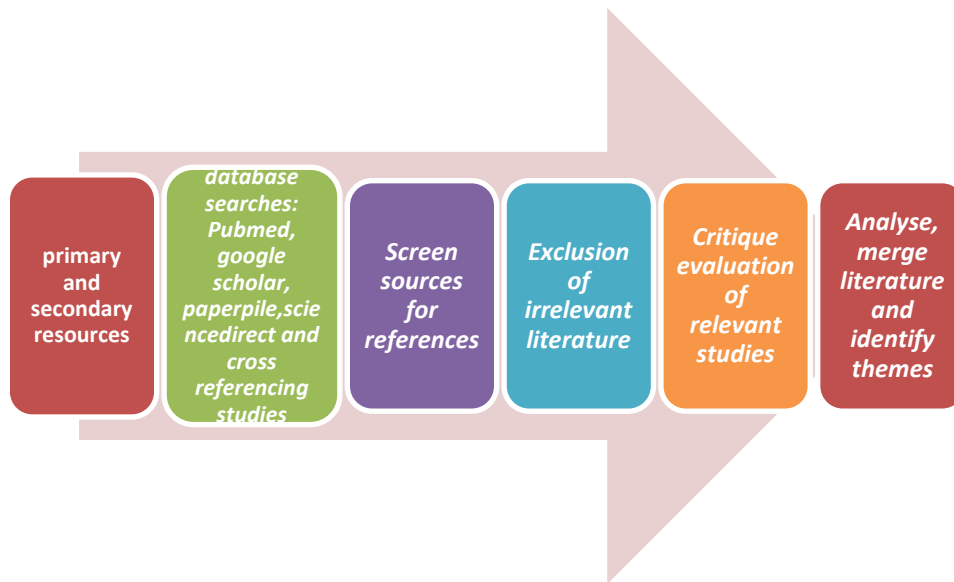 primary
and
secondary
resources
database
searches:
Pubmed,
google
scholar,
paperpile,scie
ncedirect and
cross
referencing
studies
Screen
sources
for
references
Exclusion
of
irrelevant
literature
Critique
evaluation
of
relevant
studies
Analyse,
merge
literature
and
identify
themes